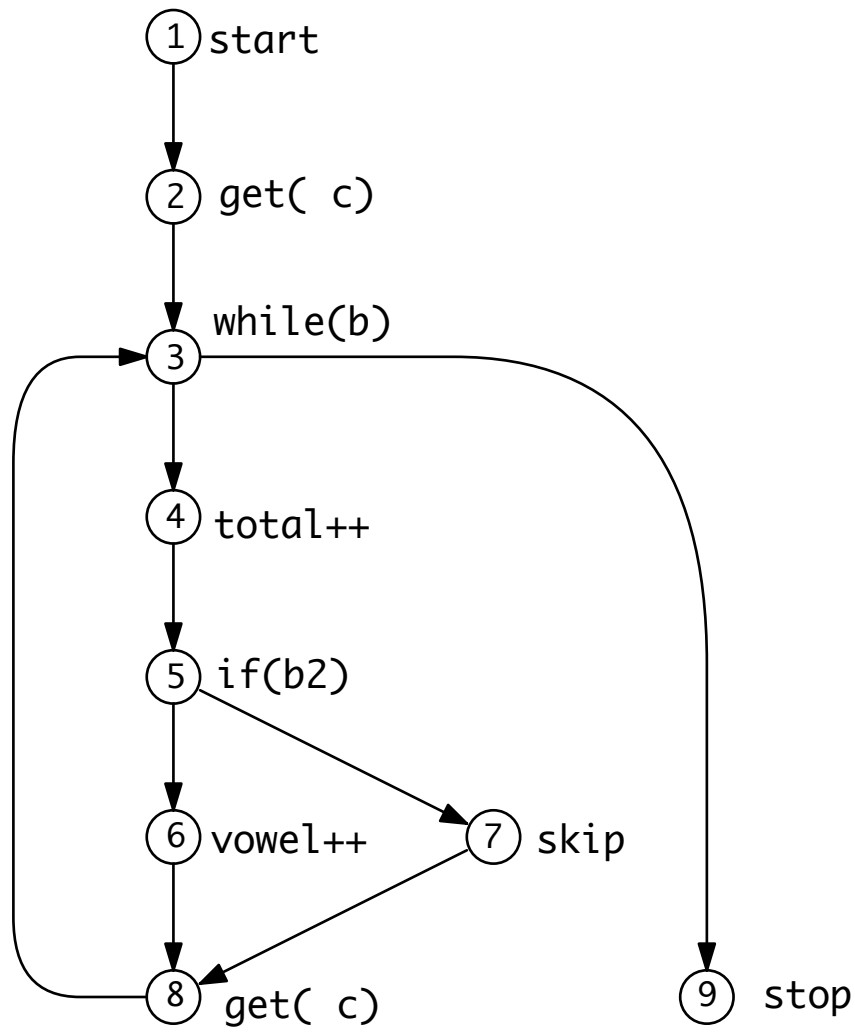 1 start
2 get( c)
while(b)
3
4 total++
5 if(b2)
6 vowel++
7 skip
8 get( c)
9 stop